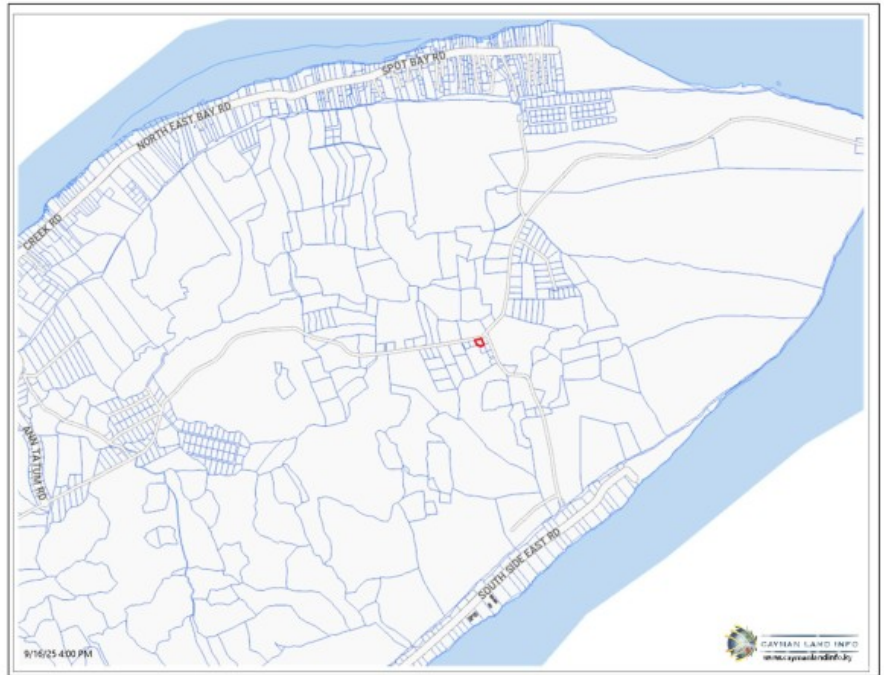 SPOT BAY RD
NORTH EAST BAY RD
CREEK RD
ANN TATUM RD
SOUTH SIDE EAST RD
9/16/25 4:00 PM
CAYMAN LAND INFO
www.caymanlandinfo.ky